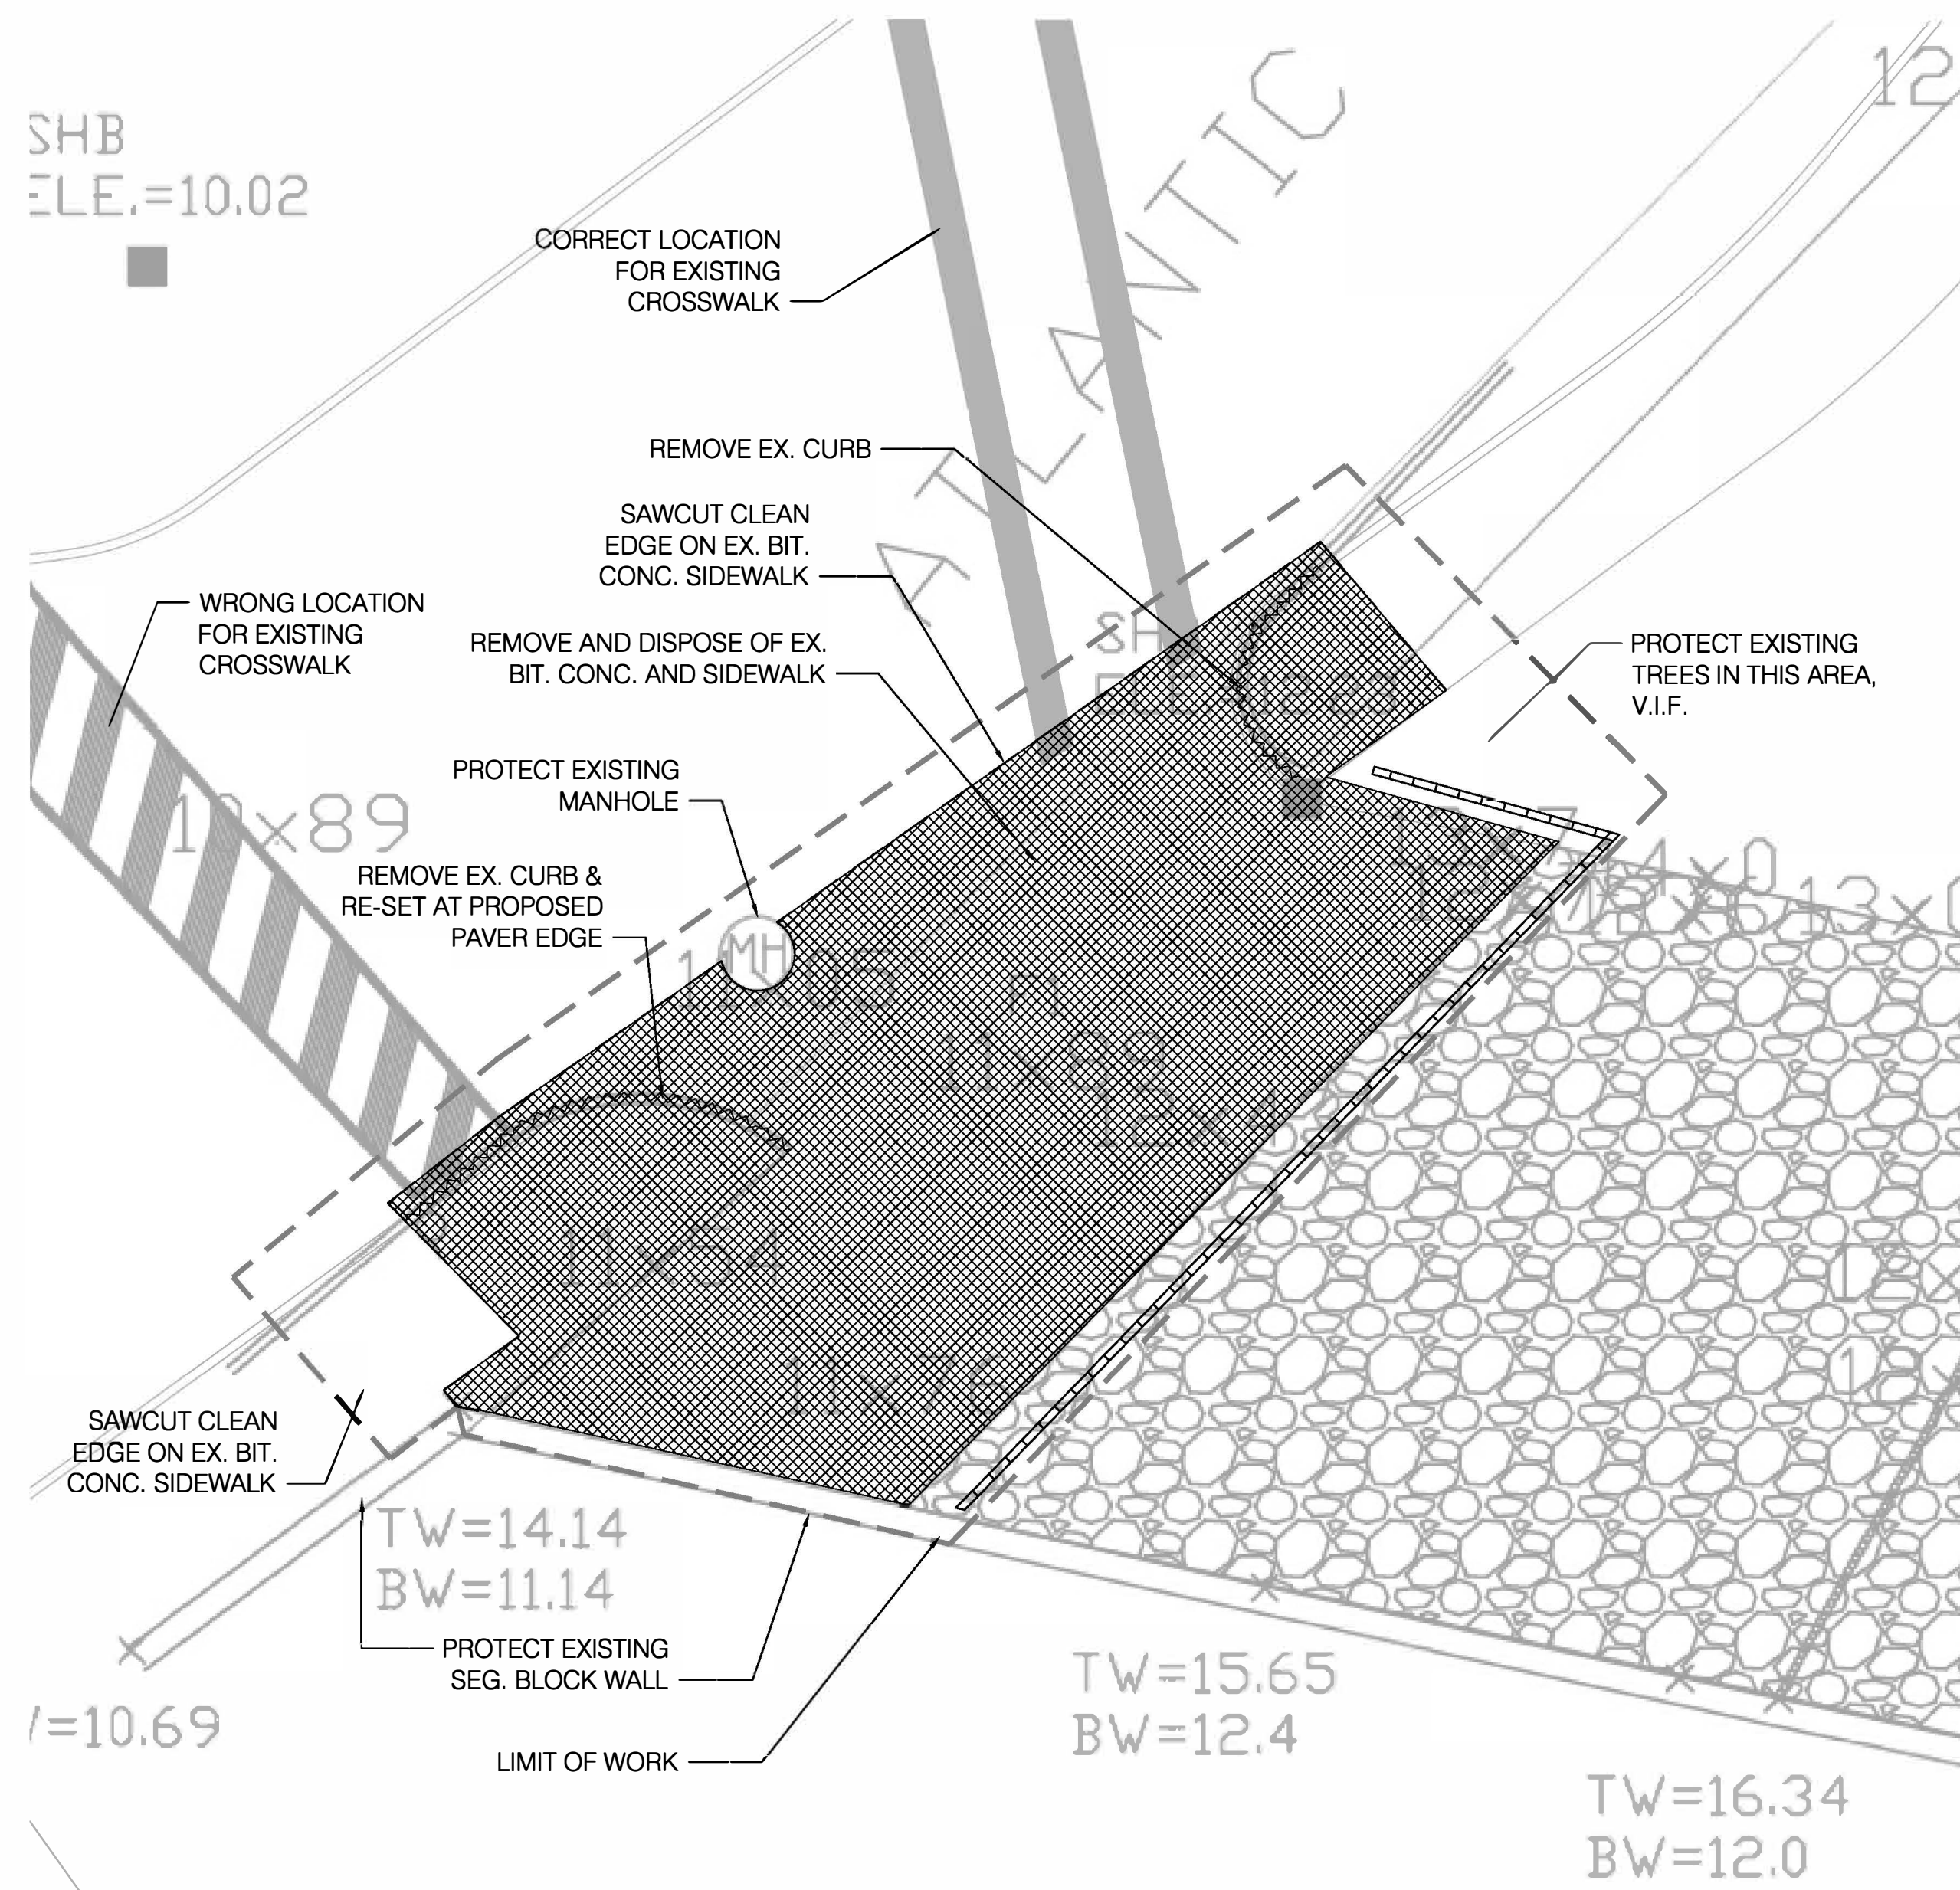 12
SHB
ELE.=10.02
ATLANTIC
CORRECT LOCATION
FOR EXISTING
CROSSWALK
REMOVE EX. CURB
SAWCUT CLEAN
EDGE ON EX. BIT.
CONC. SIDEWALK
WRONG LOCATION
FOR EXISTING
CROSSWALK
REMOVE AND DISPOSE OF EX.
BIT. CONC. AND SIDEWALK
PROTECT EXISTING
TREES IN THIS AREA,
V.I.F.
PROTECT EXISTING
MANHOLE
REMOVE EX. CURB &
RE-SET AT PROPOSED
PAVER EDGE
MH
11x05
11x54
SAWCUT CLEAN
EDGE ON EX. BIT.
CONC. SIDEWALK
TW=14.14
BW=11.14
PROTECT EXISTING
SEG. BLOCK WALL
TW=15.65
BW=12.4
=10.69
LIMIT OF WORK
TW=16.34
BW=12.0